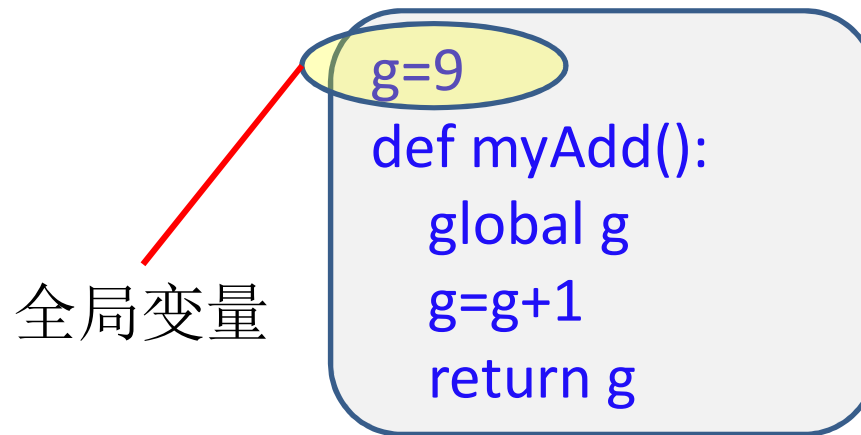 g=9
def myAdd():
global g
全局变量
g=g+1
return g